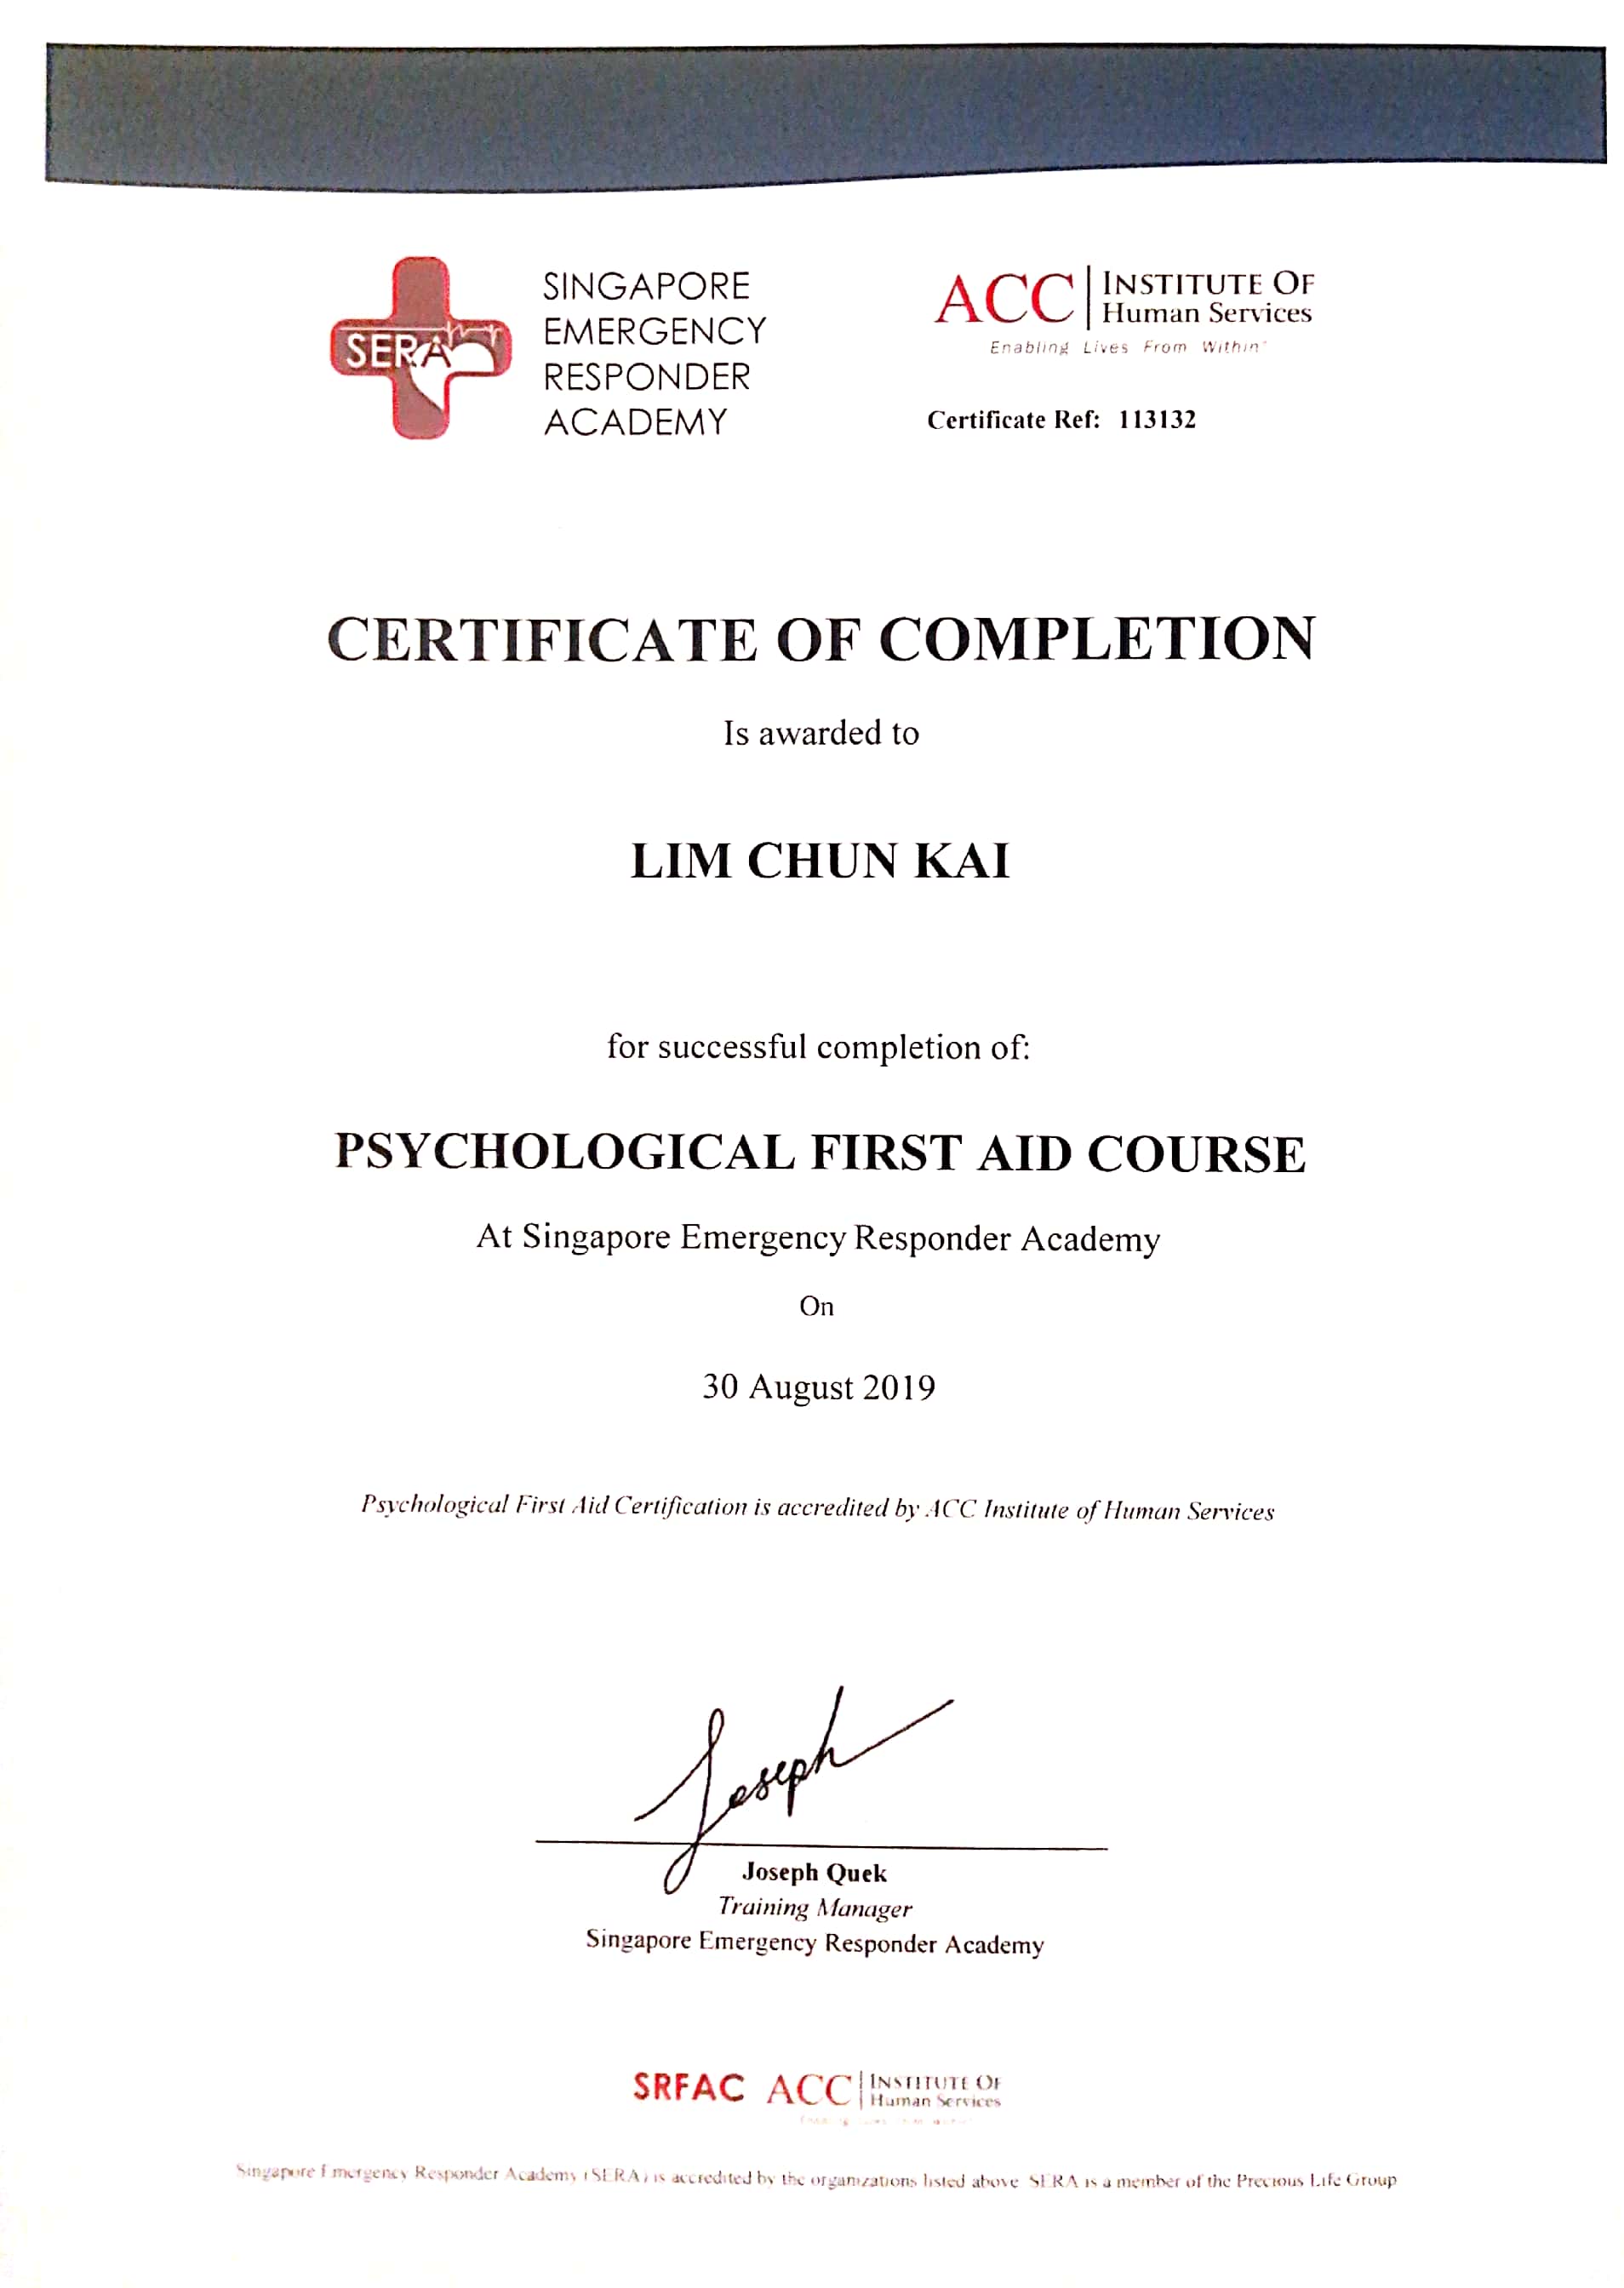 SERA
SINGAPORE
EMERGENCY
RESPONDER
ACADEMY
ACC INSTITUTE OF
Human Services
Enabling Lives From Within
Certificate Ref: 113132
CERTIFICATE OF COMPLETION
Is awarded to
LIM CHUN KAI
for successful completion of:
PSYCHOLOGICAL FIRST AID COURSE
At Singapore Emergency Responder Academy
On
30 August 2019
Psychological First Aid Certification is accredited by ACC Institute of Human Services
Joseph
Joseph Quek
Training Manager
Singapore Emergency Responder Academy
SRFAC ACC INSTITUTE OF
Human Services
Singapore Emergency Responder Academy (SERA) is accredited by the organizations listed above SERA is a member of the Precious Life Group